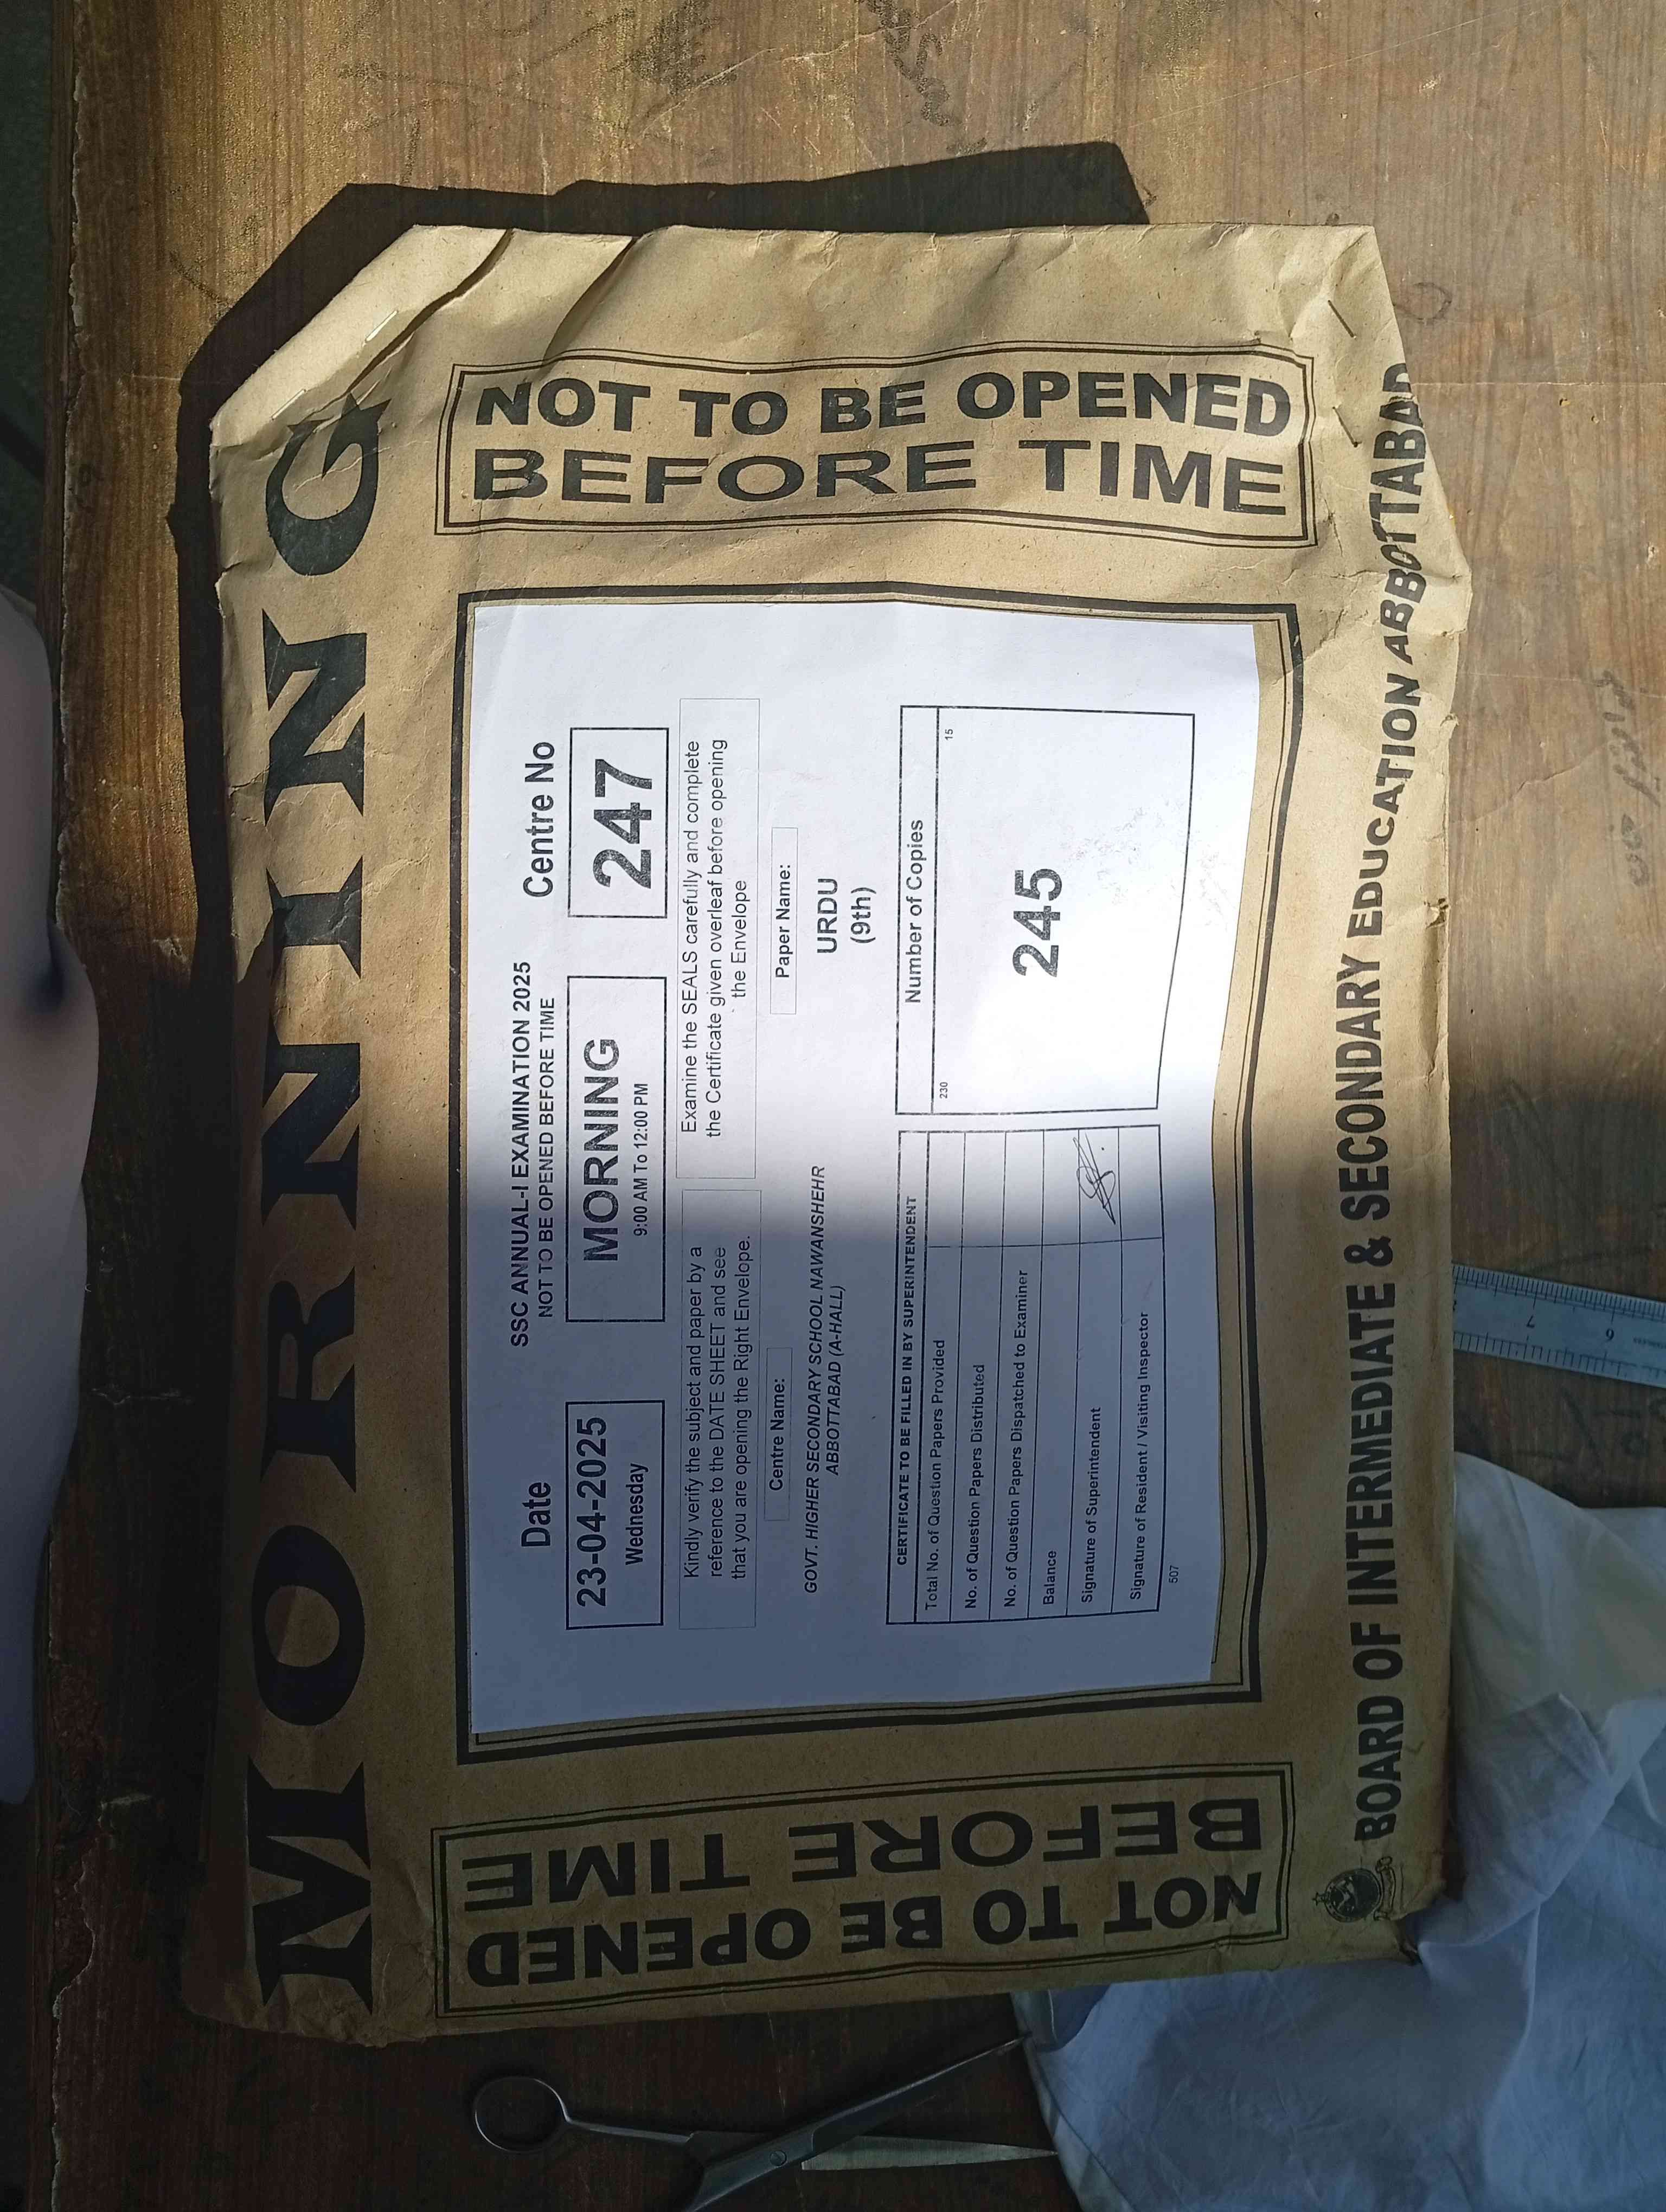 MORNING
NOT TO BE OPENED
BEFORE TIME
SSC ANNUAL-I EXAMINATION 2025
NOT TO BE OPENED BEFORE TIME
Date
Centre No
23-04-2025
Wednesday
MORNING
9:00 AM To 12:00 PM
247
Kindly verify the subject and paper by a
reference to the DATE SHEET and see
that you are opening the Right Envelope.
Examine the SEALS carefully and complete
the Certificate given overleaf before opening
the Envelope
Centre Name:
GOVT. HIGHER SECONDARY SCHOOL NAWANSHEHR
ABBOTTABAD (A-HALL)
Paper Name:
URDU
(9th)
CERTIFICATE TO BE FILLED IN BY SUPERINTENDENT
Total No. of Question Papers Provided
No. of Question Papers Distributed
No. of Question Papers Dispatched to Examiner
Balance
Signature of Superintendent
Signature of Resident / Visiting Inspector
507
Number of Copies
230 15
245
NOT TO BE OPENED
BEFORE TIME
BOARD OF INTERMEDIATE & SECONDARY EDUCATION ABBOTTABAD
7
6